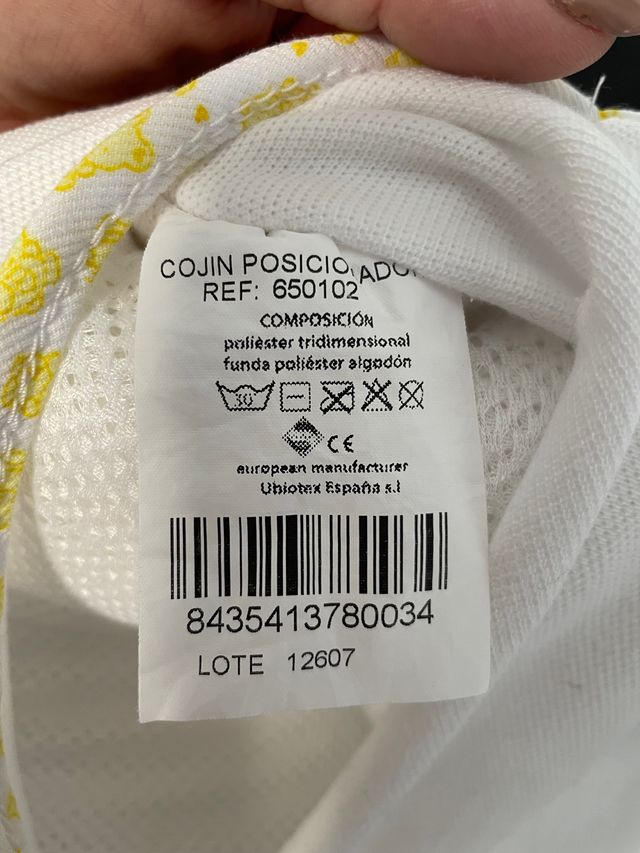 COJIN POSICIONADOR
REF: 650102
COMPOSICIÓN
poliéster tridimensional
funda poliéster algodón
30
CE
european manufacturer
Ubiotex España s.l
8435413780034
LOTE 12607